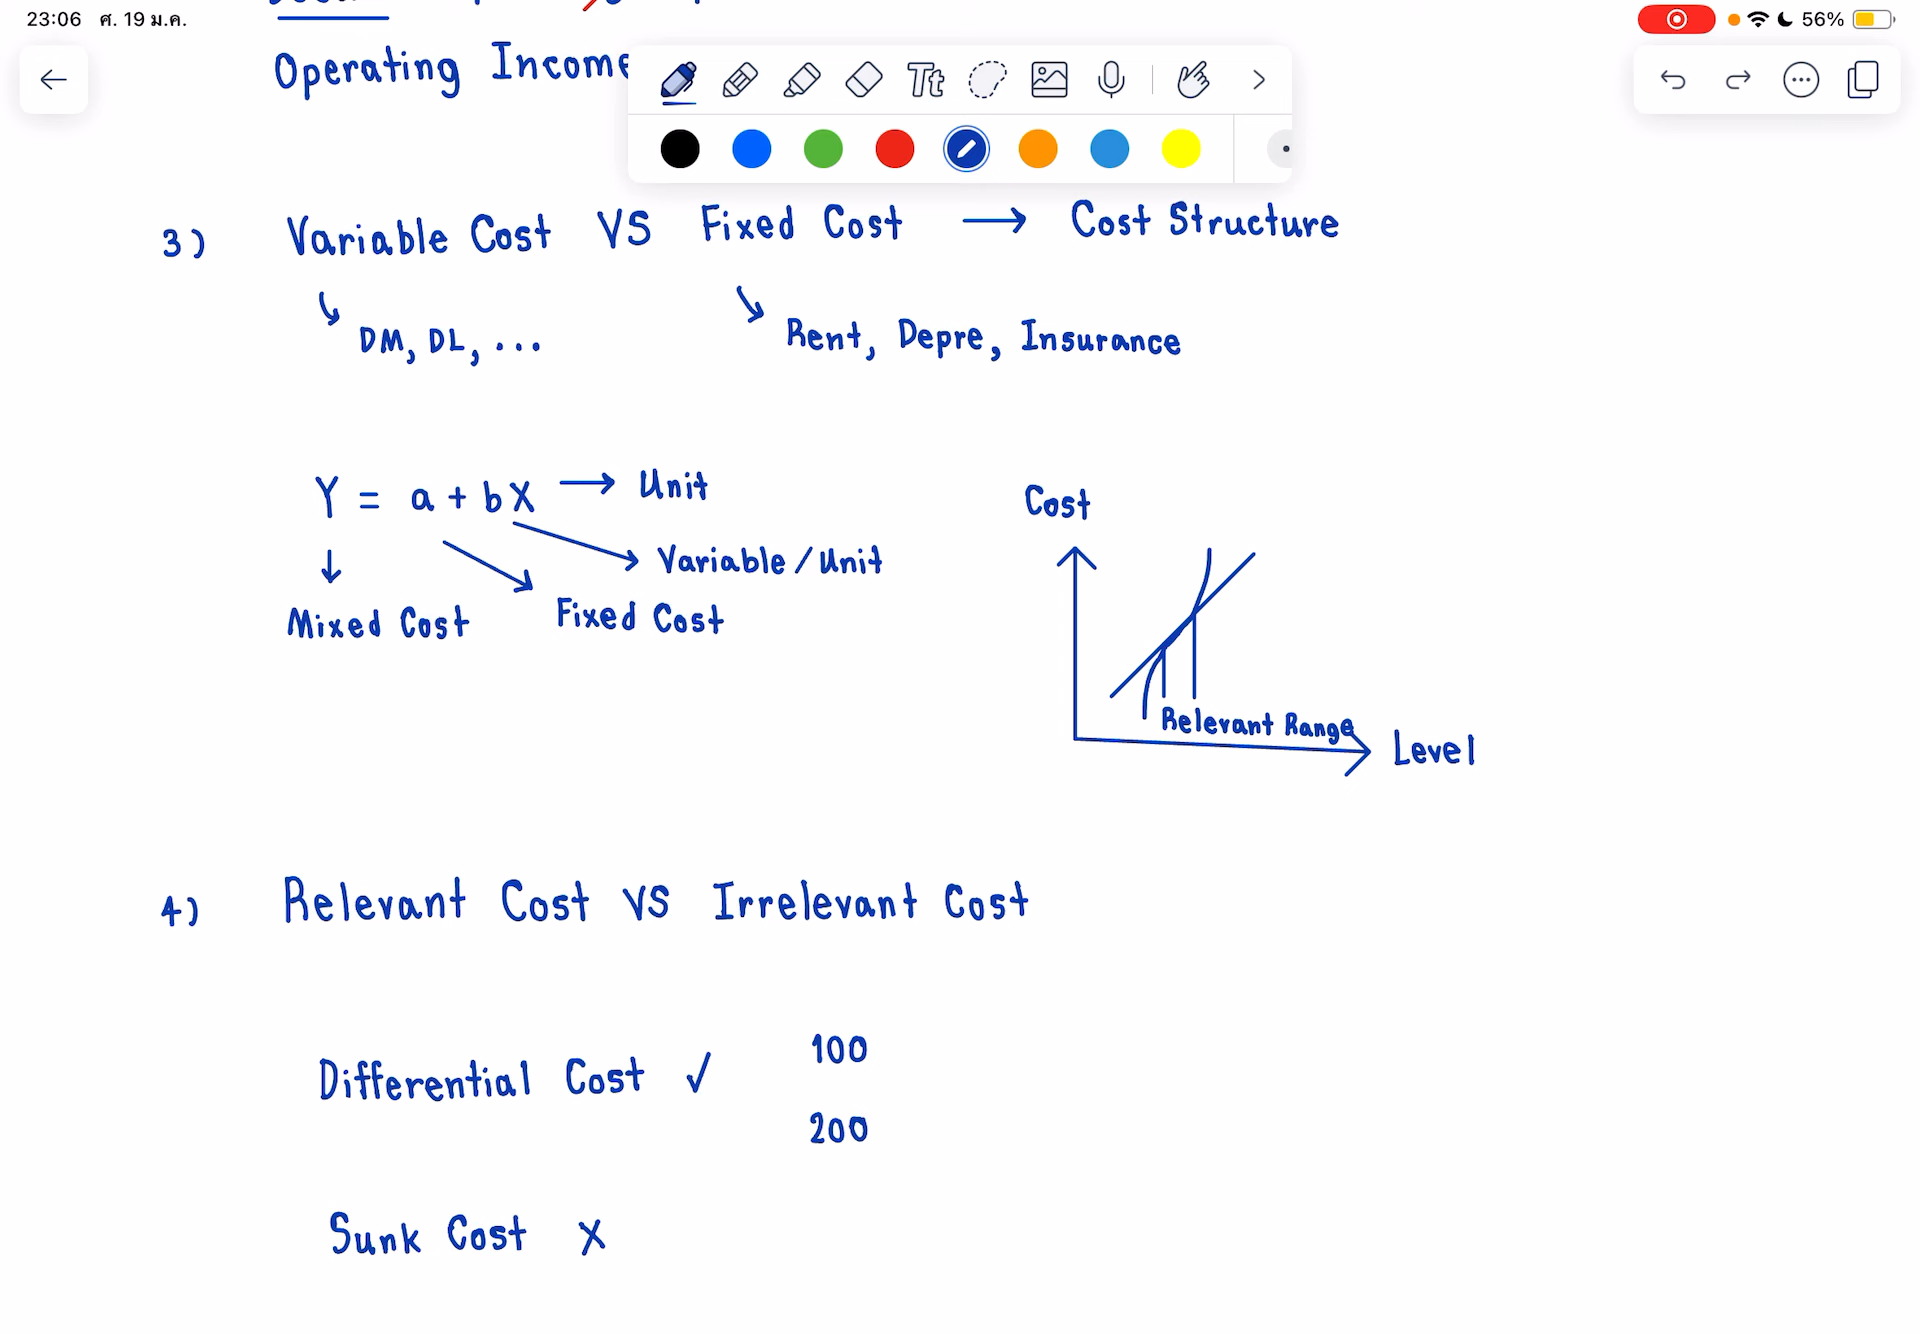 23:06 ศ. 19 ม.ค.
56%
Operating Income
Tt
3) Variable Cost VS Fixed Cost → Cost Structure
DM, DL, ...
Rent, Depre, Insurance
Y = a + bX → Unit
Variable/Unit
Mixed Cost
Fixed Cost
Cost
Relevant Range
Level
4) Relevant Cost VS Irrelevant Cost
Differential Cost ✓
100
200
Sunk Cost X